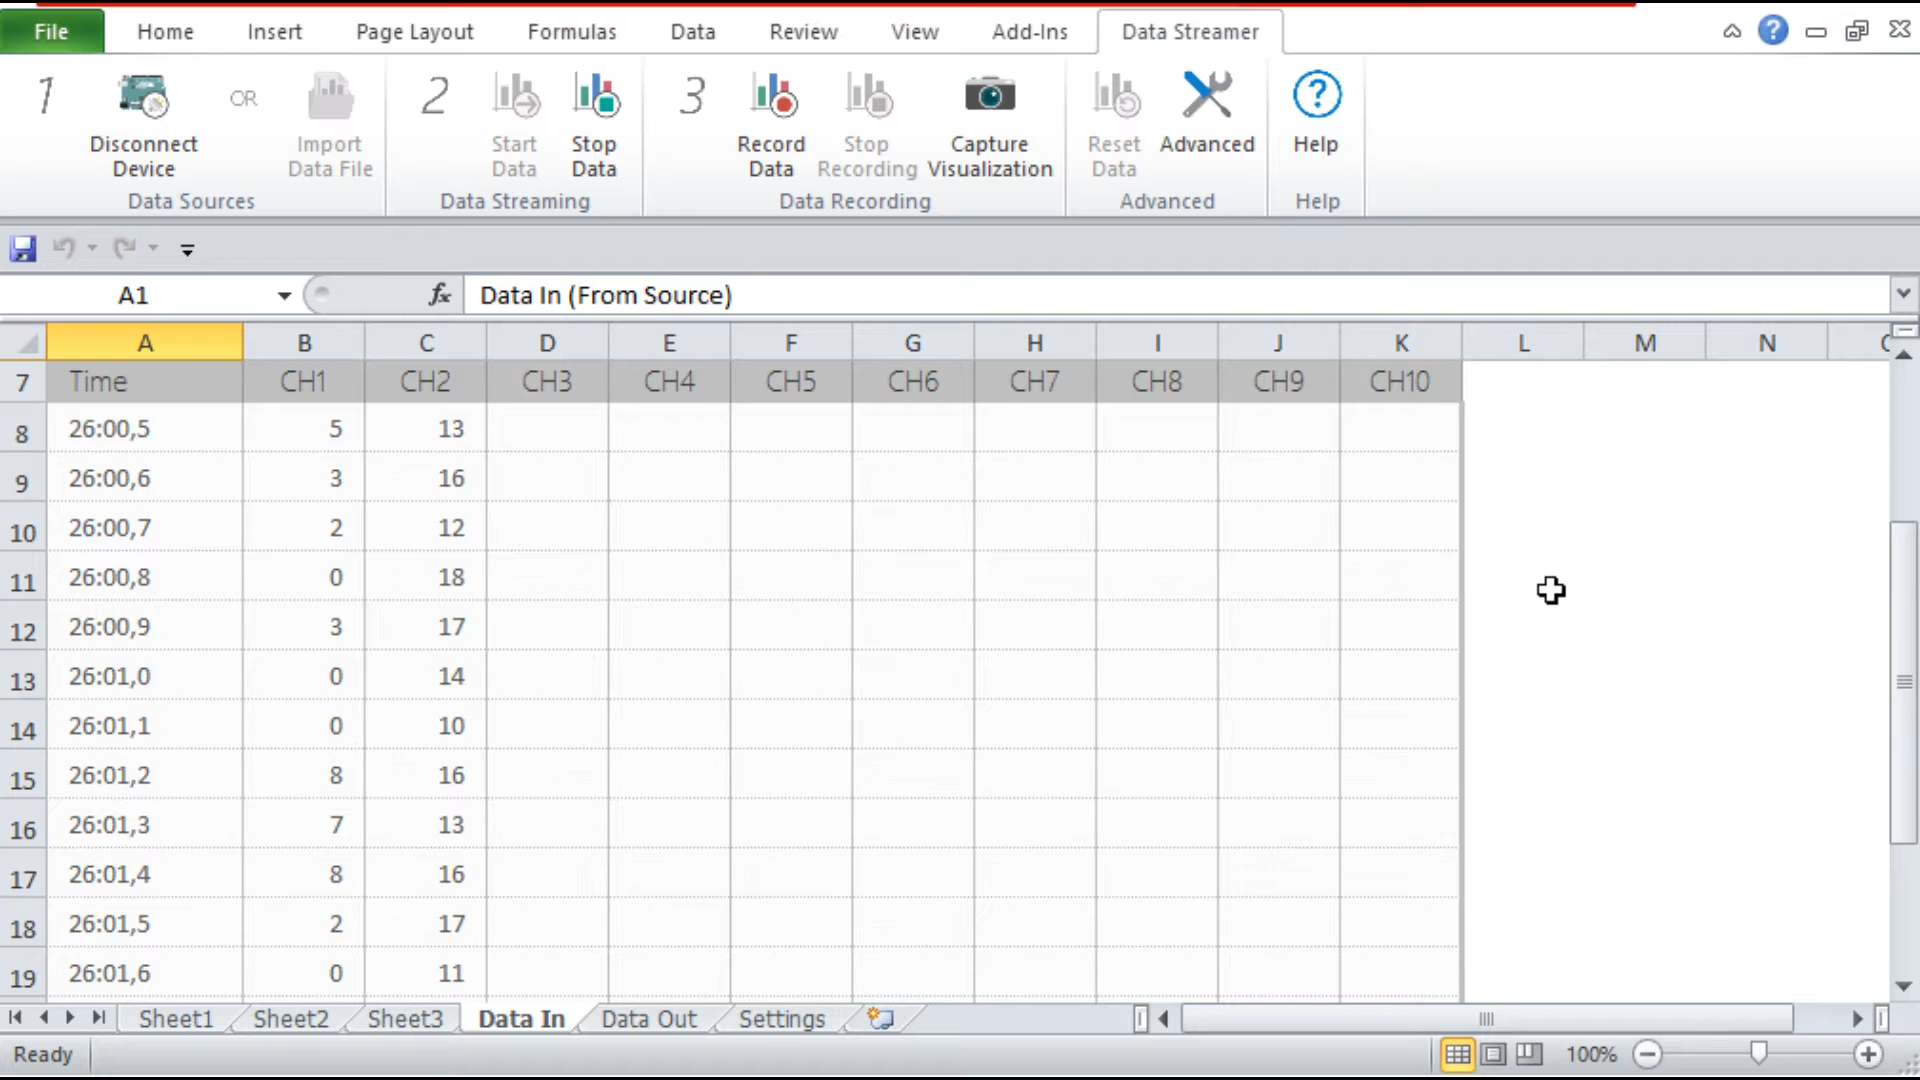 File Home Insert Page Layout Formulas Data Review View Add-Ins Data Streamer
1 Disconnect Device OR Import Data File 2 Start Data Stop Data 3 Record Data Stop Recording Capture Visualization Reset Data Advanced Help
Data Sources Data Streaming Data Recording Advanced Help
A1 fx Data In (From Source)
A B C D E F G H I J K L M N
7 Time CH1 CH2 CH3 CH4 CH5 CH6 CH7 CH8 CH9 CH10
8 26:00,5 5 13
9 26:00,6 3 16
10 26:00,7 2 12
11 26:00,8 0 18
12 26:00,9 3 17
13 26:01,0 0 14
14 26:01,1 0 10
15 26:01,2 8 16
16 26:01,3 7 13
17 26:01,4 8 16
18 26:01,5 2 17
19 26:01,6 0 11
Sheet1 Sheet2 Sheet3 Data In Data Out Settings
Ready 100%